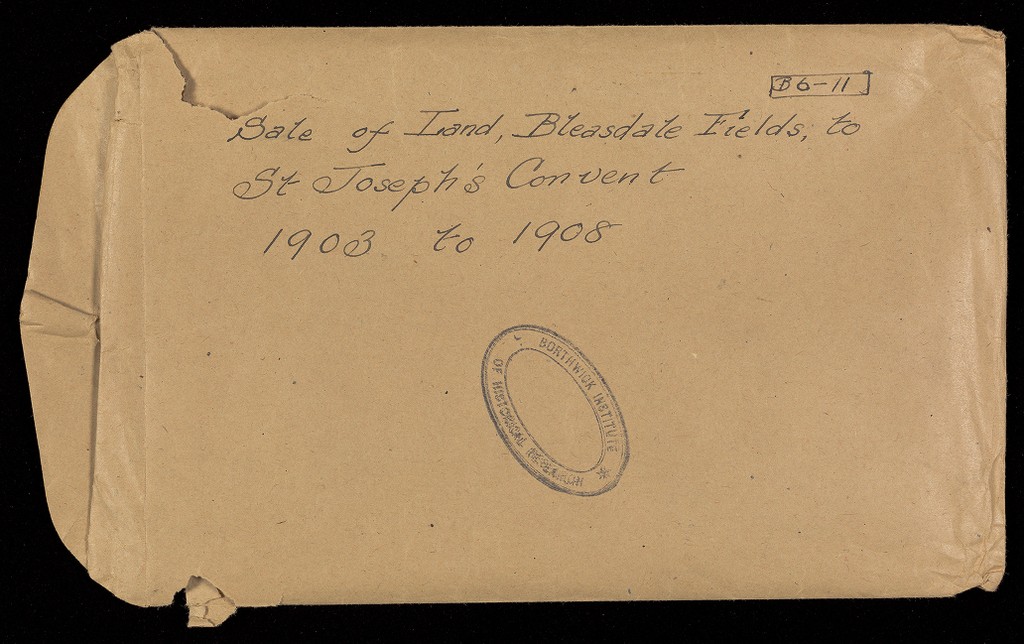 B6-11
Sale of Land, Bleasdale Fields, to
St Joseph's Convent
1903 to 1908
BORTHWICK INSTITUTE
OF HISTORICAL RESEARCH
*